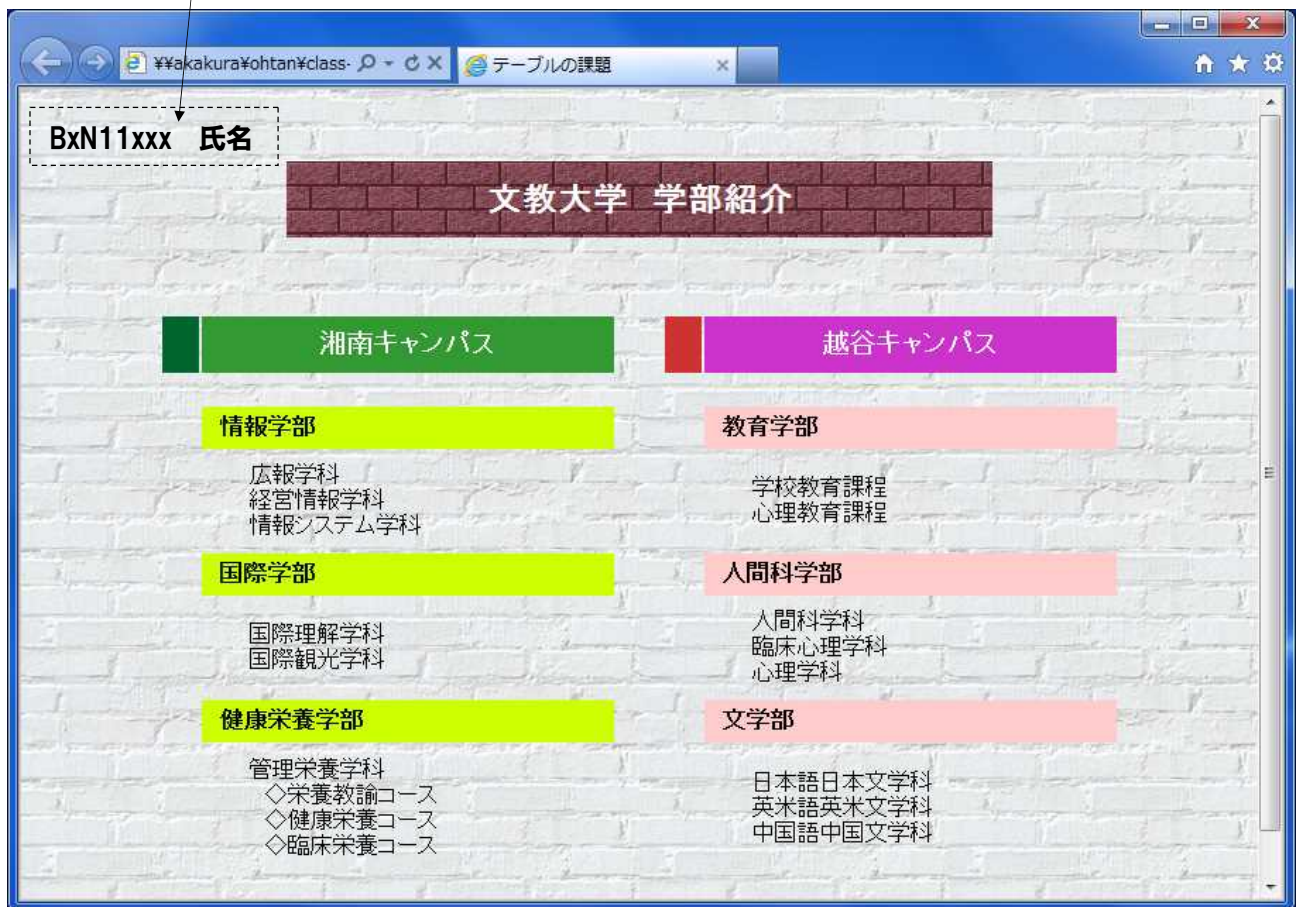 ¥¥akakura¥ohtan¥class-
テーブルの課題
BxN11xxx 氏名
文教大学 学部紹介
湘南キャンパス
情報学部
広報学科
経営情報学科
情報システム学科
国際学部
国際理解学科
国際観光学科
健康栄養学部
管理栄養学科
◇栄養教諭コース
◇健康栄養コース
◇臨床栄養コース
越谷キャンパス
教育学部
学校教育課程
心理教育課程
人間科学部
人間科学科
臨床心理学科
心理学科
文学部
日本語日本文学科
英米語英米文学科
中国語中国文学科